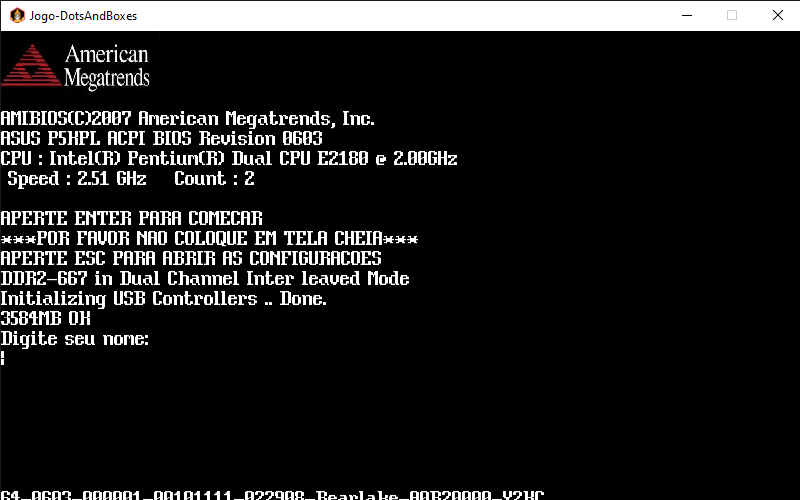 Jogo-DotsAndBoxes
American
Megatrends
AMIBIOS(C)2007 American Megatrends, Inc.
ASUS P5KPL ACPI BIOS Revision 0603
CPU : Intel(R) Pentium(R) Dual CPU E2180 @ 2.00GHz
Speed : 2.51 GHz Count : 2
APERTE ENTER PARA COMECAR
***POR FAVOR NAO COLOQUE EM TELA CHEIA***
APERTE ESC PARA ABRIR AS CONFIGURACOES
DDR2-667 in Dual Channel Inter leaved Mode
Initializing USB Controllers .. Done.
3584MB OK
Digite seu nome:
64-0603-000001-00101111-022908-Bearlake-A0820000-Y2KC